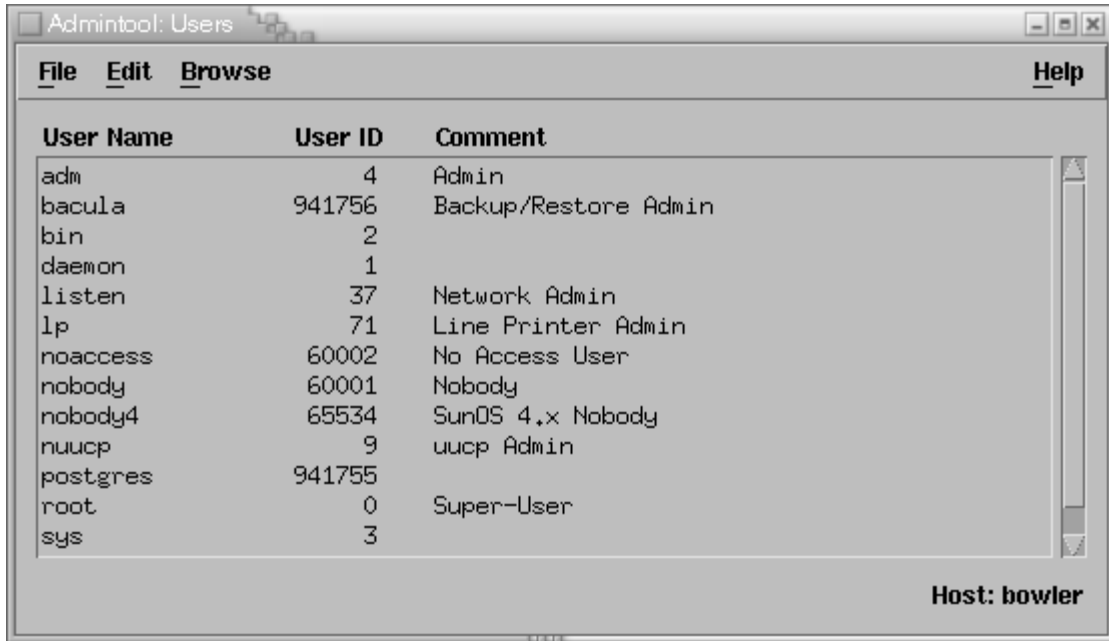 Admintool: Users
File Edit Browse Help
User Name User ID Comment
adm 4 Admin
bacula 941756 Backup/Restore Admin
bin 2
daemon 1
listen 37 Network Admin
lp 71 Line Printer Admin
noaccess 60002 No Access User
nobody 60001 Nobody
nobody4 65534 SunOS 4.x Nobody
nuucp 9 uucp Admin
postgres 941755
root 0 Super-User
sys 3
Host: bowler